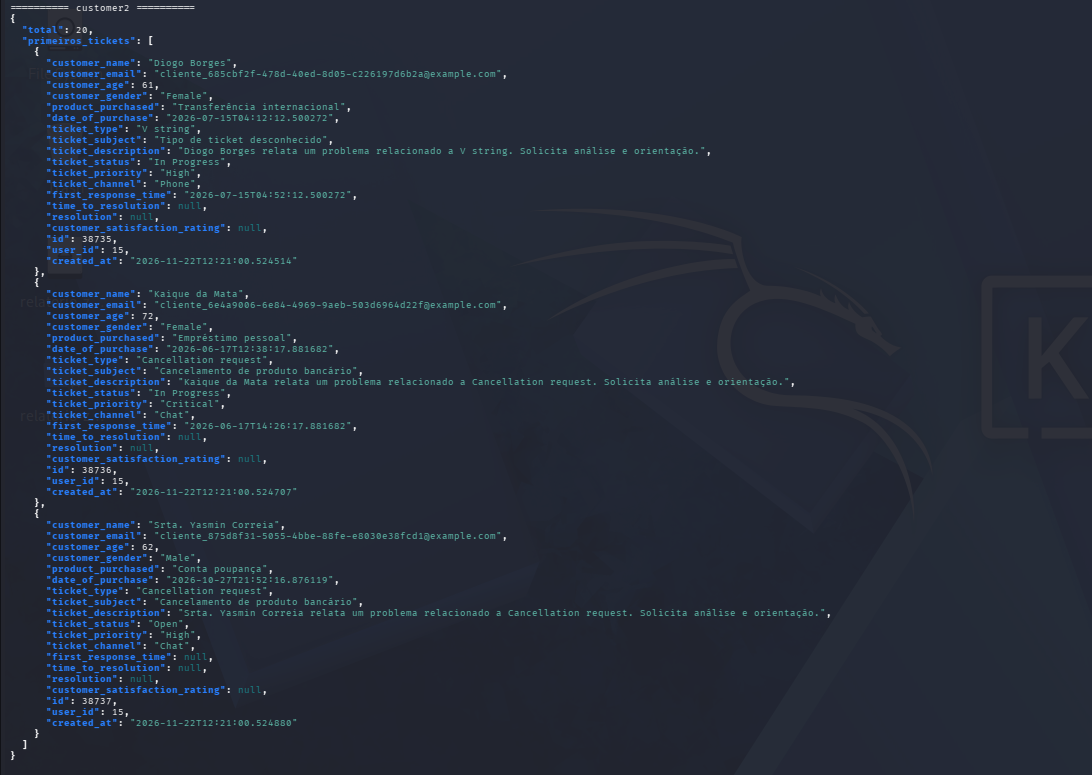 ========== customer2 ==========
{
  "total": 20,
  "primeiros_tickets": [
    {
      "customer_name": "Diogo Borges",
      "customer_email": "cliente_685cbf2f-478d-40ed-8d05-c226197d6b2a@example.com",
      "customer_age": 61,
      "customer_gender": "Female",
      "product_purchased": "Transferência internacional",
      "date_of_purchase": "2026-07-15T04:12:12.500272",
      "ticket_type": "V string",
      "ticket_subject": "Tipo de ticket desconhecido",
      "ticket_description": "Diogo Borges relata um problema relacionado a V string. Solicita análise e orientação.",
      "ticket_status": "In Progress",
      "ticket_priority": "High",
      "ticket_channel": "Phone",
      "first_response_time": "2026-07-15T04:52:12.500272",
      "time_to_resolution": null,
      "resolution": null,
      "customer_satisfaction_rating": null,
      "id": 38735,
      "user_id": 15,
      "created_at": "2026-11-22T12:21:00.524514"
    },
    {
      "customer_name": "Kaique da Mata",
      "customer_email": "cliente_6e4a9006-6e84-4969-9aeb-503d6964d22f@example.com",
      "customer_age": 72,
      "customer_gender": "Female",
      "product_purchased": "Empréstimo pessoal",
      "date_of_purchase": "2026-06-17T12:38:17.881682",
      "ticket_type": "Cancellation request",
      "ticket_subject": "Cancelamento de produto bancário",
      "ticket_description": "Kaique da Mata relata um problema relacionado a Cancellation request. Solicita análise e orientação.",
      "ticket_status": "In Progress",
      "ticket_priority": "Critical",
      "ticket_channel": "Chat",
      "first_response_time": "2026-06-17T14:26:17.881682",
      "time_to_resolution": null,
      "resolution": null,
      "customer_satisfaction_rating": null,
      "id": 38736,
      "user_id": 15,
      "created_at": "2026-11-22T12:21:00.524707"
    },
    {
      "customer_name": "Srta. Yasmin Correia",
      "customer_email": "cliente_875d8f31-5055-4bbe-88fe-e8030e38fcd1@example.com",
      "customer_age": 62,
      "customer_gender": "Male",
      "product_purchased": "Conta poupança",
      "date_of_purchase": "2026-10-27T21:52:16.876119",
      "ticket_type": "Cancellation request",
      "ticket_subject": "Cancelamento de produto bancário",
      "ticket_description": "Srta. Yasmin Correia relata um problema relacionado a Cancellation request. Solicita análise e orientação.",
      "ticket_status": "Open",
      "ticket_priority": "High",
      "ticket_channel": "Chat",
      "first_response_time": null,
      "time_to_resolution": null,
      "resolution": null,
      "customer_satisfaction_rating": null,
      "id": 38737,
      "user_id": 15,
      "created_at": "2026-11-22T12:21:00.524880"
    }
  ]
}
K